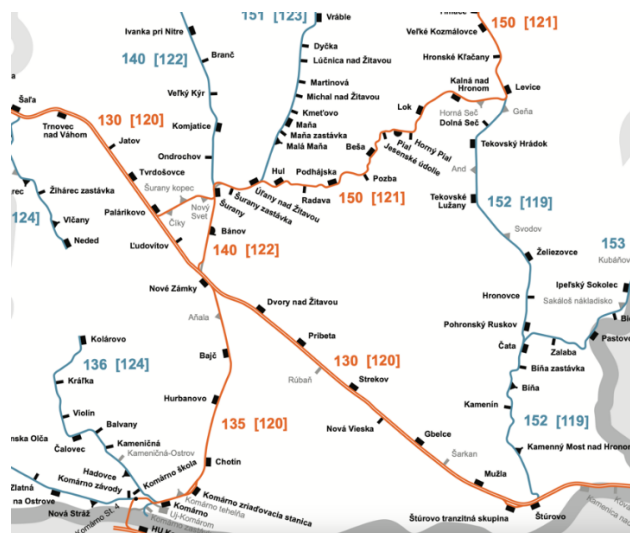 151 [123]
Vráble
150 [121]
Veľké Kozmálovce
Ivanka pri Nitre
Branč
Dyčka
Lúčnica nad Žitavou
Hronské Kľačany
140 [122]
Martinová
Michal nad Žitavou
Kalná nad
Hronom
Levice
Veľký Kýr
Kmeťovo
Lok
Horná Seč
Geňa
Šaľa
130 [120]
Trnovec
nad Váhom
Komjatice
Maňa
Maňa zastávka
Malá Maňa
Dolná Seč
Jatov
Horný Pial
Pial
Jesenské údolie
Tekovský Hrádok
Ondrochov
Beša
Tvrdošovce
Hul
Podhájska
And
Šurany kopec
Pozba
Žihárec zastávka
124]
Palárikovo
Nový
Svet
Šurany
Šurany zastávka
Úľany nad Žitavou
Radava
150 [121]
Tekovské
Lužany
152 [119]
Vlčany
Čiky
Neded
Ľudovítov
Bánov
Svodov
140 [122]
Želiezovce
153
Kubáňovo
Nové Zámky
Ipeľský Sokolec
Hronovce
Sakáloš nákladisko
Dvory nad Žitavou
Aňala
Pohronský Ruskov
Kolárovo
Pribeta
130 [120]
Čata
Zalaba
Pastovce
136 [124]
Bajč
Bíňa zastávka
Kráľka
Rúbaň
Strekov
Bíňa
Hurbanovo
Violín
Kamenín
152 [119]
Balvany
135 [120]
Nová Vieska
Čalovec
Kameničná
Gbelce
Kamenný Most nad Hronom
Kameničná-Ostrov
Šarkan
Hadovce
Komárno škola
Chotín
Mužla
Zlatná
na Ostrove
Komárno závody
Komárno zriaďovacia stanica
Komárno tehelňa
Nová Stráž
Komárno St. 4
Komárno
Uj-Komárom
Štúrovo tranzitná skupina
Štúrovo